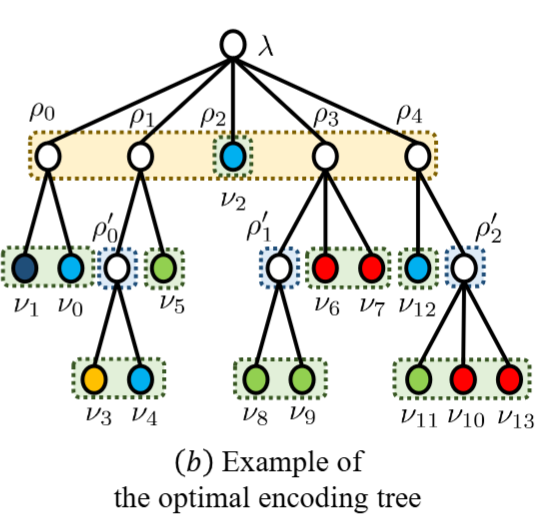 λ
ρ₀ ρ₁ ρ₂ ρ₃ ρ₄
ν₂
ρ′₀ ρ′₁ ρ′₂
ν₁ ν₀ ν₅ ν₆ ν₇ ν₁₂
ν₃ ν₄ ν₈ ν₉ ν₁₁ ν₁₀ ν₁₃
(b) Example of
the optimal encoding tree